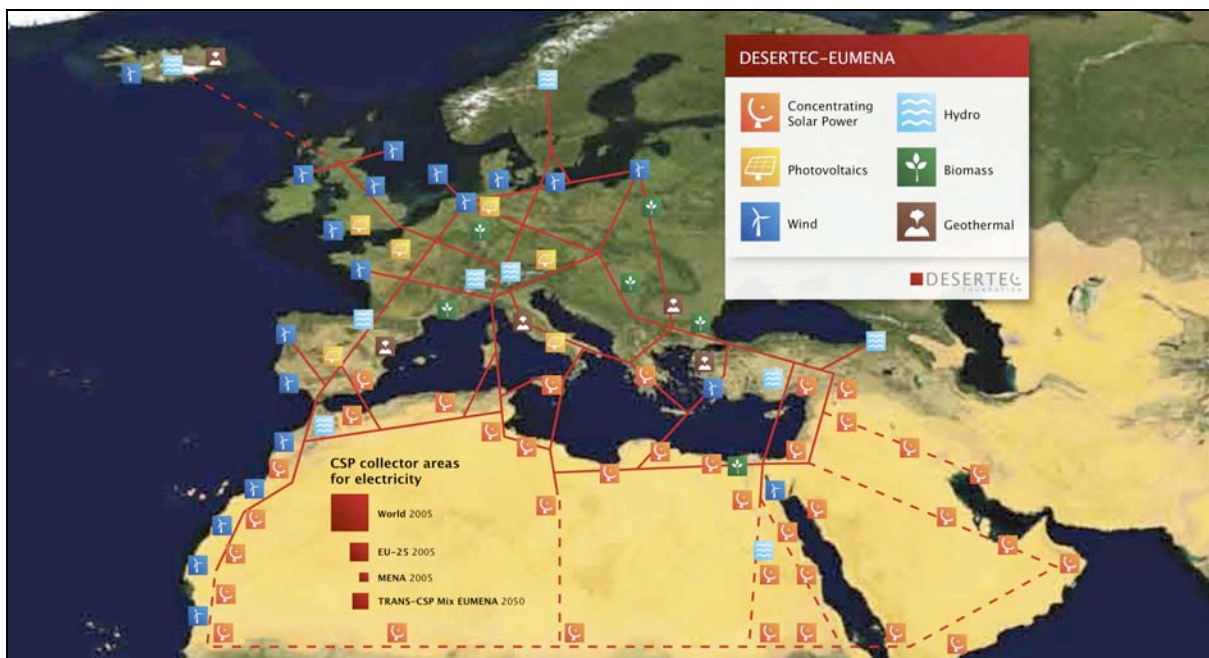 DESERTEC-EUMENA
Concentrating
Solar Power
Hydro
Photovoltaics
Biomass
Wind
Geothermal
DESERTEC
FOUNDATION
CSP collector areas
for electricity
World 2005
EU-25 2005
MENA 2005
TRANS-CSP Mix EUMENA 2050